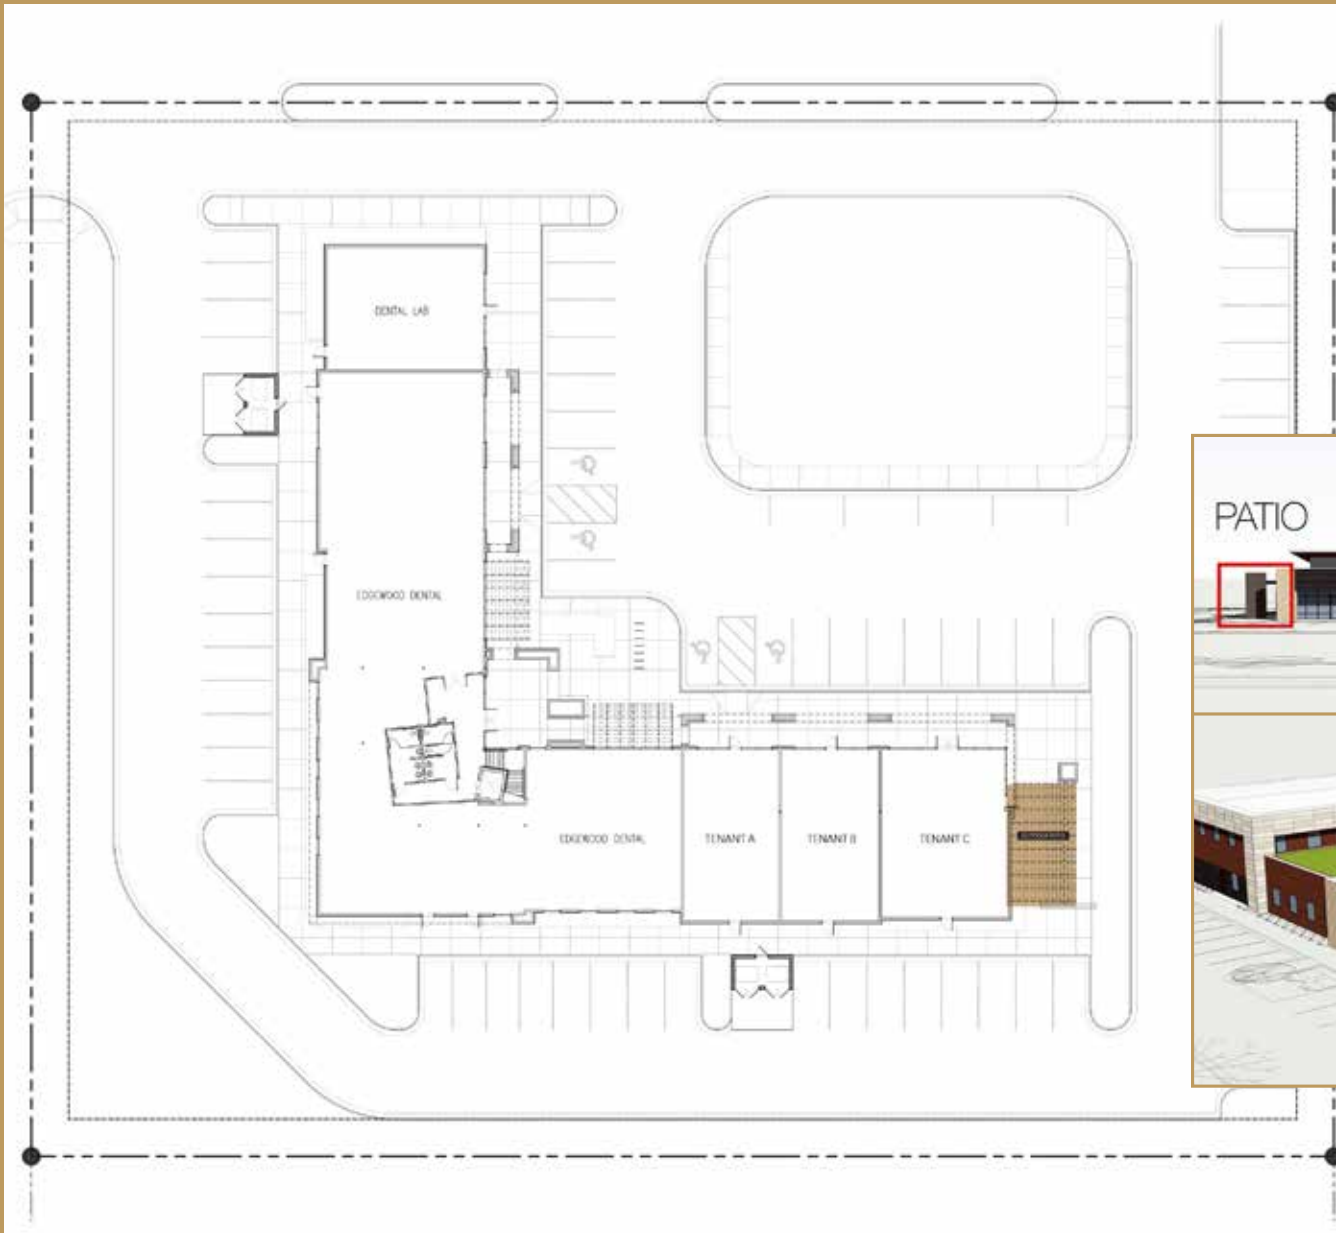 DENTAL LAB
EDGEWOOD DENTAL
EDGEWOOD DENTAL
TENANT A
TENANT B
TENANT C
PATIO